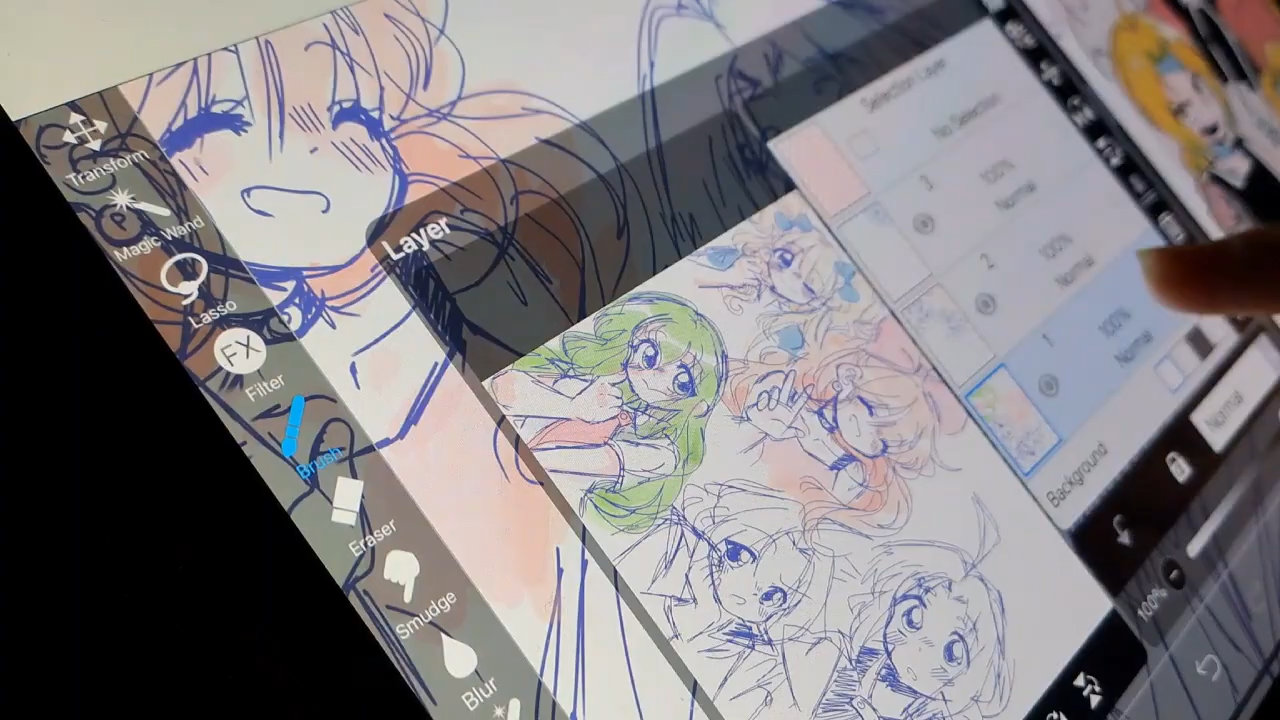 Transform
Magic Wand
Lasso
FX
Filter
Brush
Eraser
Smudge
Blur
Layer
Selection Layer
No Selection
3
100%
Normal
2
100%
Normal
1
100%
Normal
Background
Normal
100%